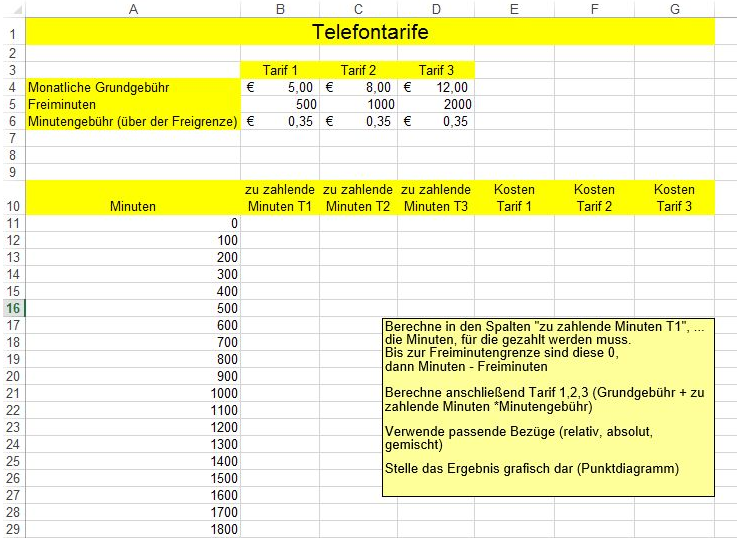 A B C D E F G
1 Telefontarife
2
3 Tarif 1 Tarif 2 Tarif 3
4 Monatliche Grundgebühr € 5,00 € 8,00 € 12,00
5 Freiminuten 500 1000 2000
6 Minutengebühr (über der Freigrenze) € 0,35 € 0,35 € 0,35
7
8
9
zu zahlende zu zahlende zu zahlende Kosten Kosten Kosten
10 Minuten Minuten T1 Minuten T2 Minuten T3 Tarif 1 Tarif 2 Tarif 3
11 0
12 100
13 200
14 300
15 400
16 500
17 600
18 700
19 800
20 900
21 1000
22 1100
23 1200
24 1300
25 1400
26 1500
27 1600
28 1700
29 1800
Berechne in den Spalten "zu zahlende Minuten T1", ...
die Minuten, für die gezahlt werden muss.
Bis zur Freiminutengrenze sind diese 0,
dann Minuten - Freiminuten
Berechne anschließend Tarif 1,2,3 (Grundgebühr + zu
zahlende Minuten *Minutengebühr)
Verwende passende Bezüge (relativ, absolut,
gemischt)
Stelle das Ergebnis grafisch dar (Punktdiagramm)